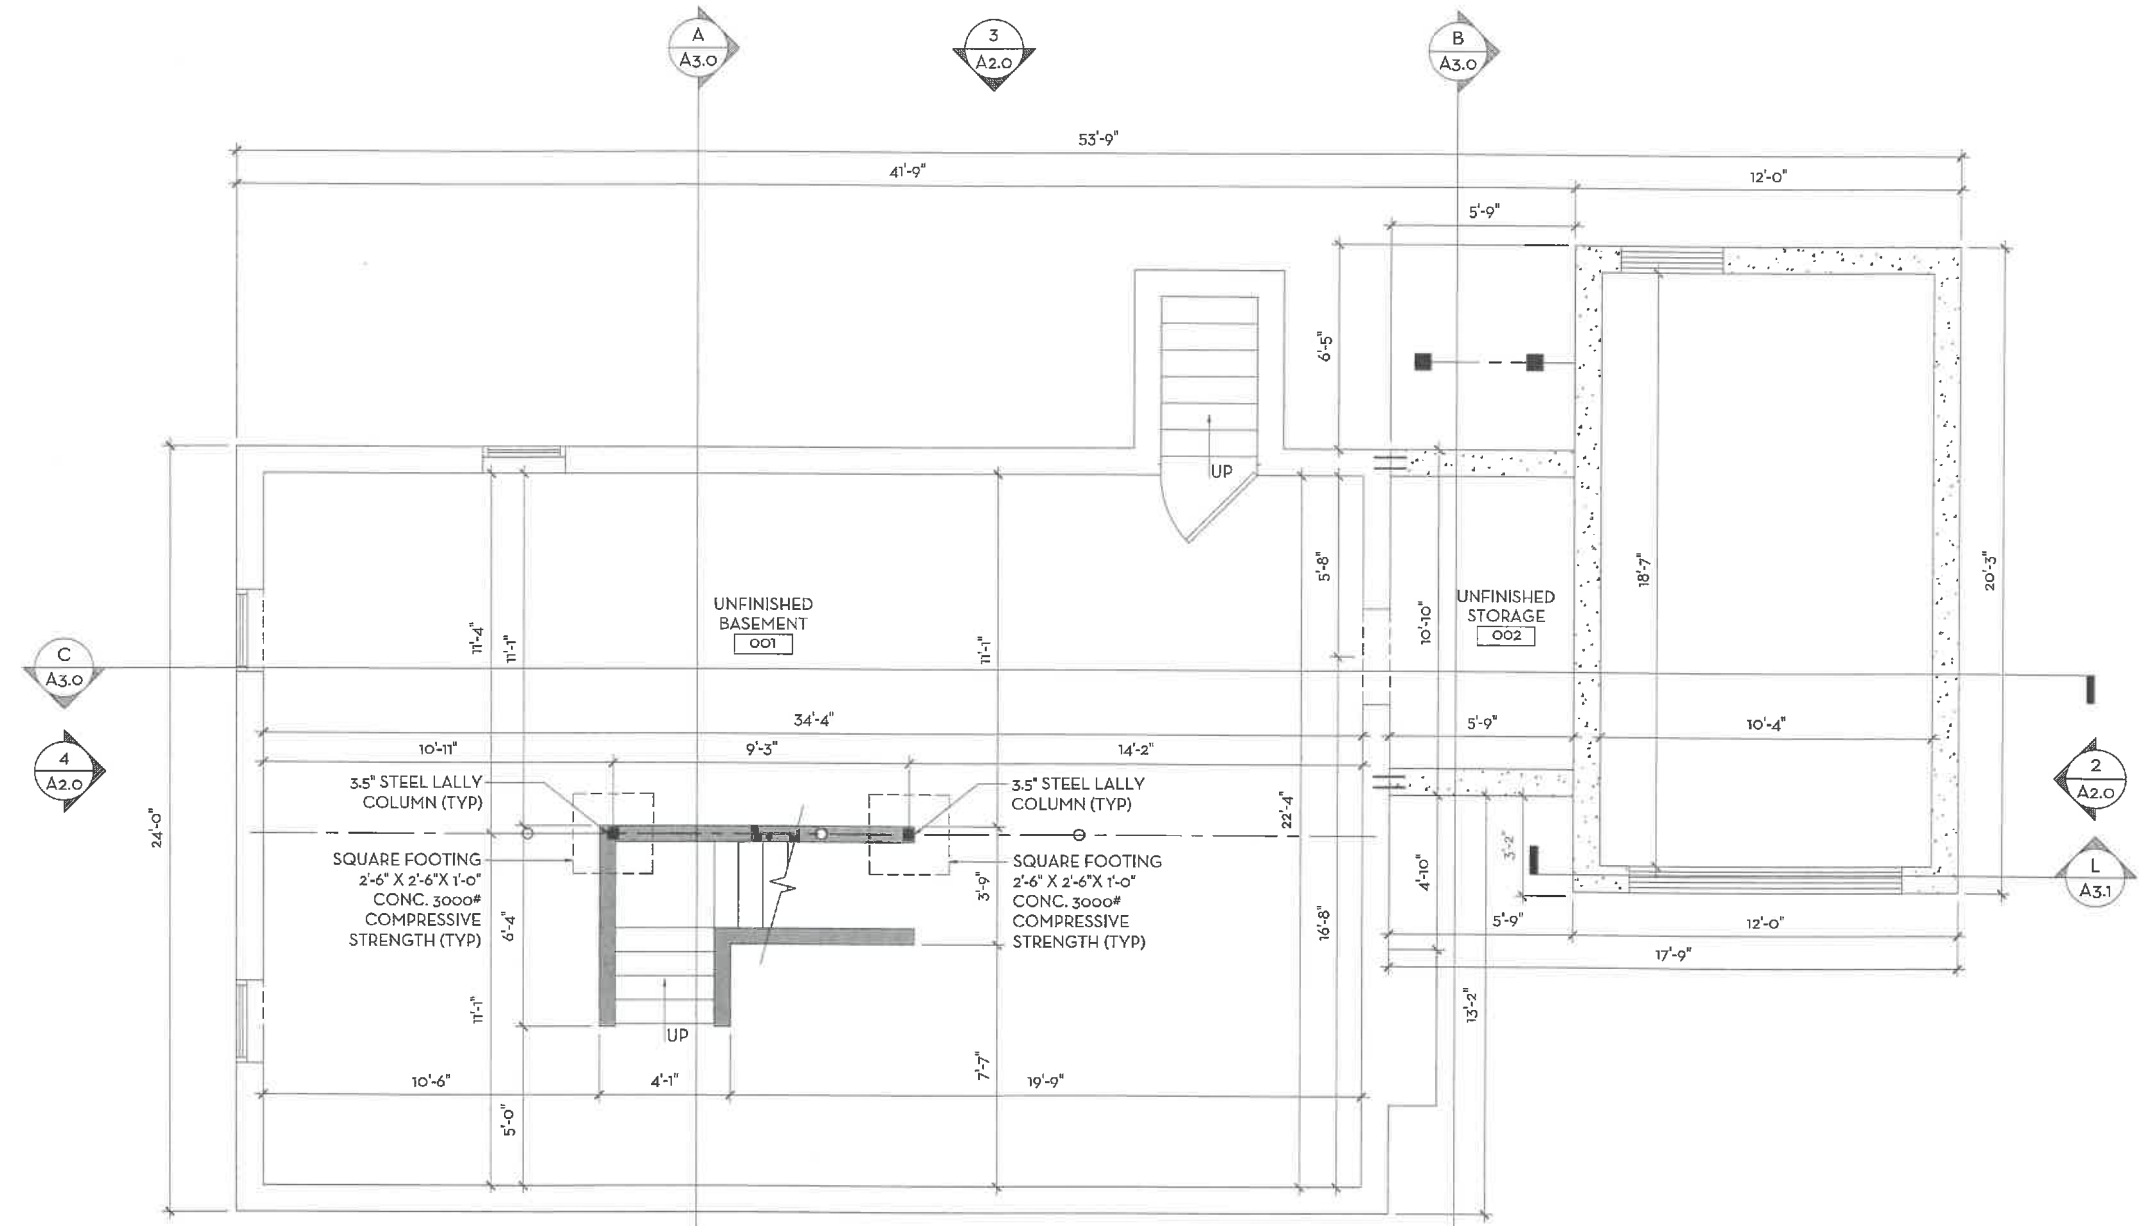 A
A3.0
3
A2.0
B
A3.0
53'-9"
41'-9"
12'-0"
5'-9"
6'-5"
UP
5'-8"
10'-10"
18'-7"
20'-3"
UNFINISHED
BASEMENT
001
UNFINISHED
STORAGE
002
11'-4"
11'-1"
11'-1"
C
A3.0
4
A2.0
2
A2.0
L
A3.1
34'-4"
5'-9"
10'-4"
10'-11"
9'-3"
14'-2"
3.5" STEEL LALLY
COLUMN (TYP)
3.5" STEEL LALLY
COLUMN (TYP)
24'-0"
22'-4"
3'-2"
SQUARE FOOTING
2'-6" X 2'-6"X 1'-0"
CONC. 3000#
COMPRESSIVE
STRENGTH (TYP)
SQUARE FOOTING
2'-6" X 2'-6"X 1'-0"
CONC. 3000#
COMPRESSIVE
STRENGTH (TYP)
6'-4"
3'-9"
16'-8"
4'-10"
5'-9"
12'-0"
17'-9"
11'-1"
UP
13'-2"
10'-6"
4'-1"
7'-7"
19'-9"
5'-0"